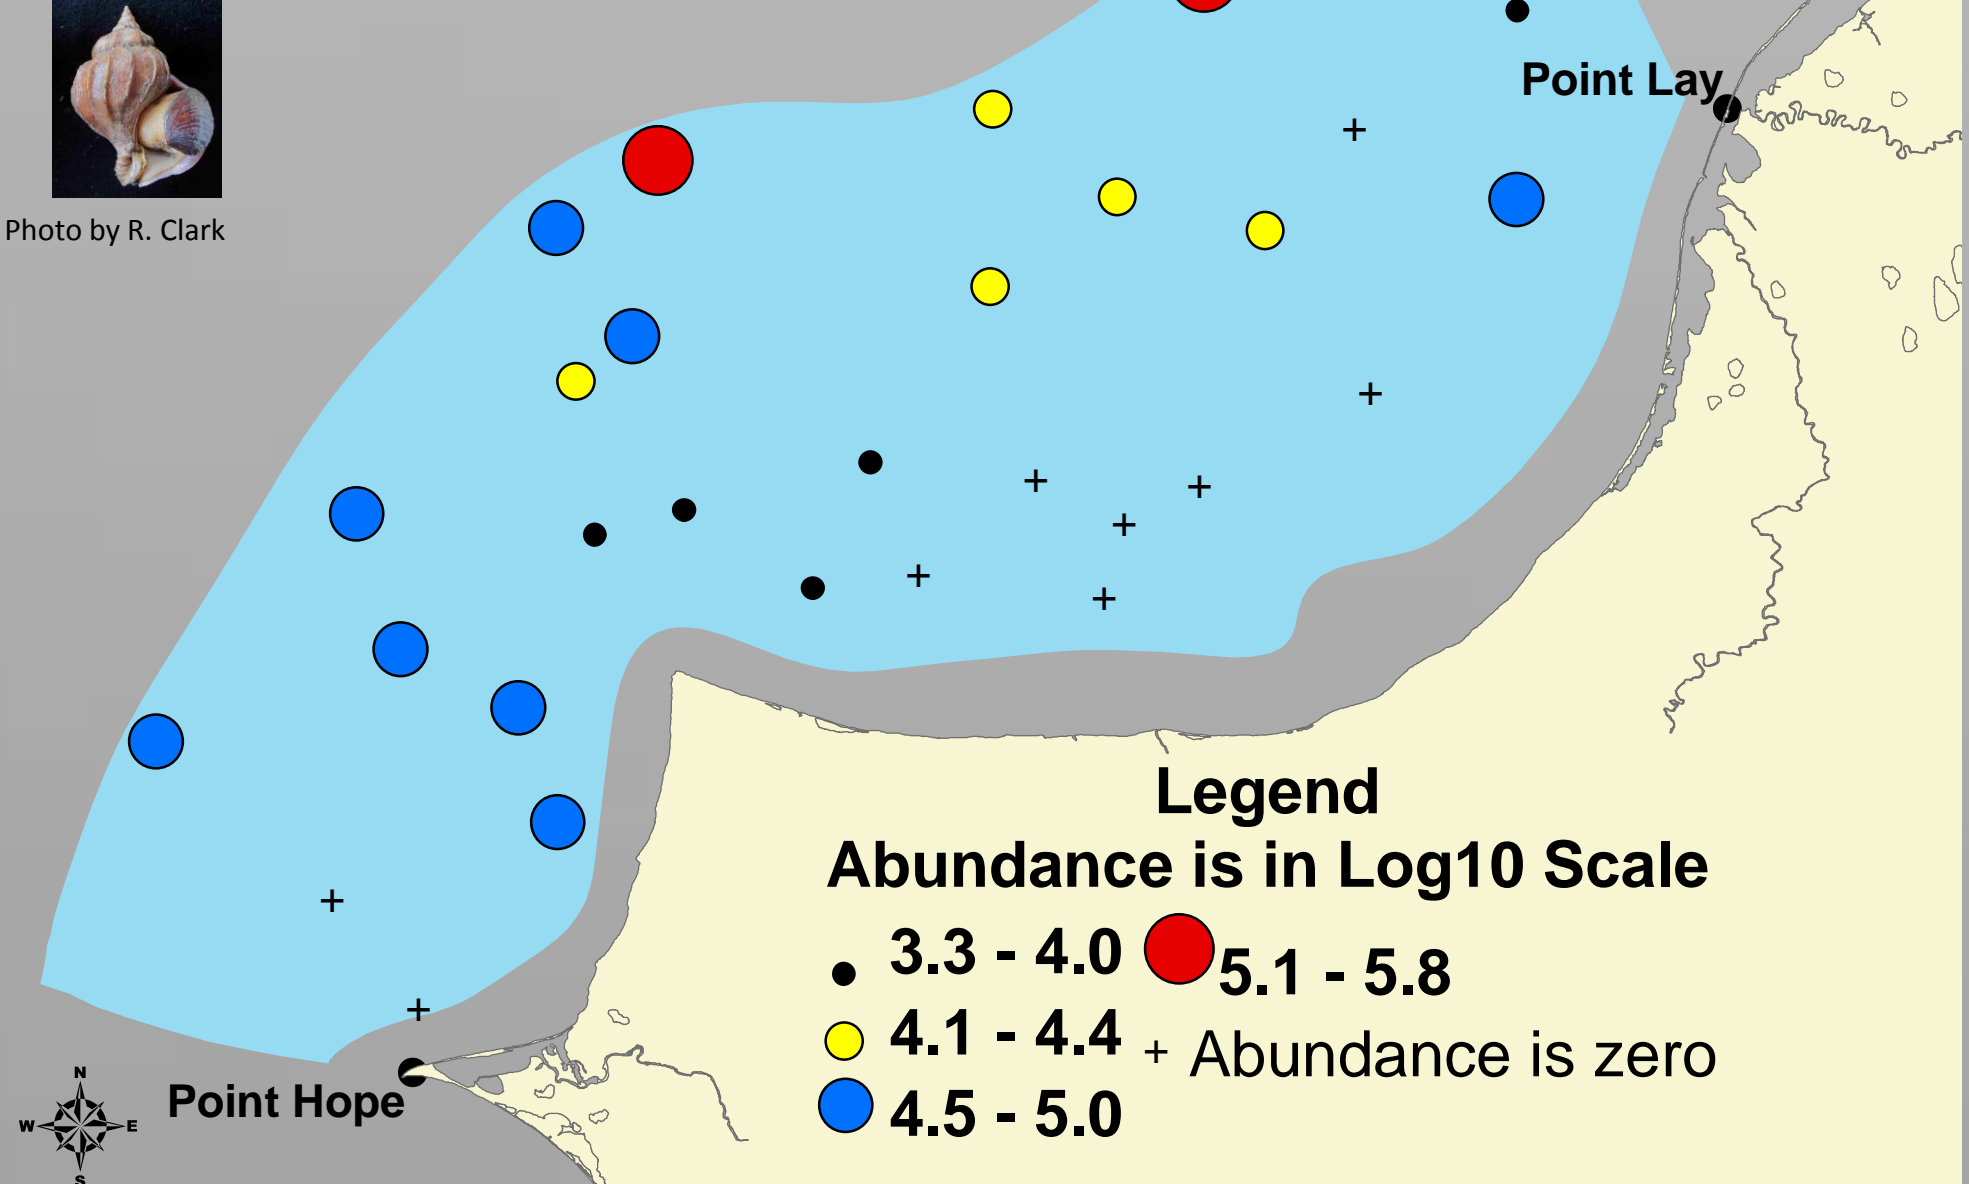 Point Lay
Photo by R. Clark
Legend
Abundance is in Log10 Scale
3.3 - 4.0
5.1 - 5.8
4.1 - 4.4
+ Abundance is zero
4.5 - 5.0
Point Hope
N
W E
S